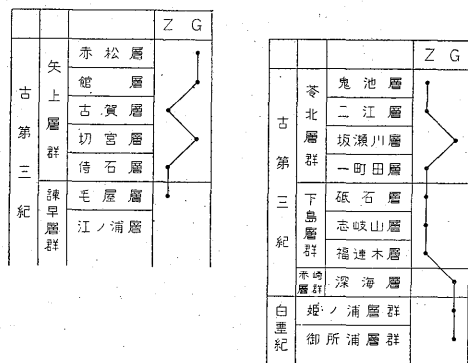 Z G
古第三紀
矢上層群
赤松層
館層
古賀層
切宮層
侍石層
諫早層群
毛屋層
江ノ浦層
Z G
古第三紀
苓北層群
鬼池層
二江層
坂瀬川層
一町田層
下島層群
砥石層
志岐山層
福連木層
赤崎層群
深海層
白亜紀
姫ノ浦層群
御所浦層群